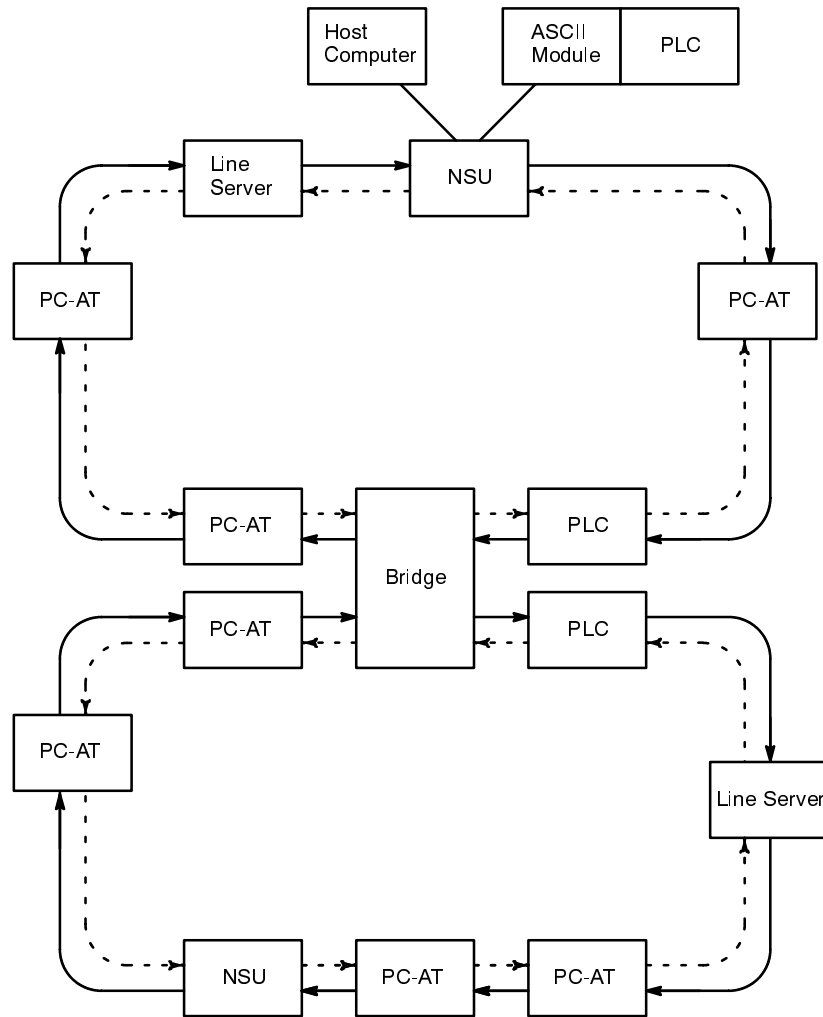 Host
Computer
ASCII
Module
PLC
Line
Server
NSU
PC-AT
PC-AT
PC-AT
Bridge
PLC
PC-AT
PLC
PC-AT
Line Server
NSU
PC-AT
PC-AT